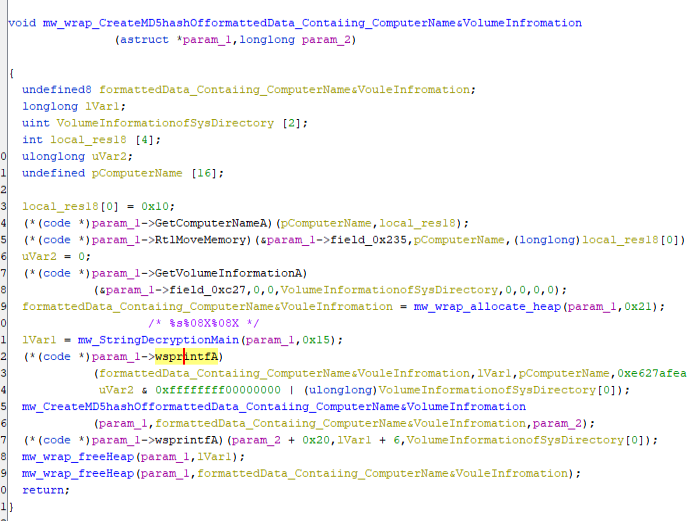 void mw_wrap_CreateMD5hashOfformattedData_Contaiing_ComputerName&VolumeInfromation
(astruct *param_1,longlong param_2)
{
undefined8 formattedData_Contaiing_ComputerName&VouleInfromation;
longlong lVar1;
uint VolumeInformationofSysDirectory [2];
int local_res18 [4];
0 ulonglong uVar2;
1 undefined pComputerName [16];
2
3 local_res18[0] = 0x10;
4 (*(code *)param_1->GetComputerNameA)(pComputerName,local_res18);
5 (*(code *)param_1->RtlMoveMemory)(&param_1->field_0x235,pComputerName,(longlong)local_res18[0])
6 uVar2 = 0;
7 (*(code *)param_1->GetVolumeInformationA)
8 (&param_1->field_0xc27,0,0,VolumeInformationofSysDirectory,0,0,0,0);
9 formattedData_Contaiing_ComputerName&VouleInfromation = mw_wrap_allocate_heap(param_1,0x21);
0 /* %s%08X%08X */
1 lVar1 = mw_StringDecryptionMain(param_1,0x15);
2 (*(code *)param_1->wsprintfA)
3 (formattedData_Contaiing_ComputerName&VouleInfromation,lVar1,pComputerName,0xe627afea
4 uVar2 & 0xffffffff00000000 | (ulonglong)VolumeInformationofSysDirectory[0]);
5 mw_CreateMD5hashOfformattedData_Contaiing_ComputerName&VolumeInfromation
6 (param_1,formattedData_Contaiing_ComputerName&VouleInfromation,param_2);
7 (*(code *)param_1->wsprintfA)(param_2 + 0x20,lVar1 + 6,VolumeInformationofSysDirectory[0]);
8 mw_wrap_freeHeap(param_1,lVar1);
9 mw_wrap_freeHeap(param_1,formattedData_Contaiing_ComputerName&VouleInfromation);
0 return;
1 }